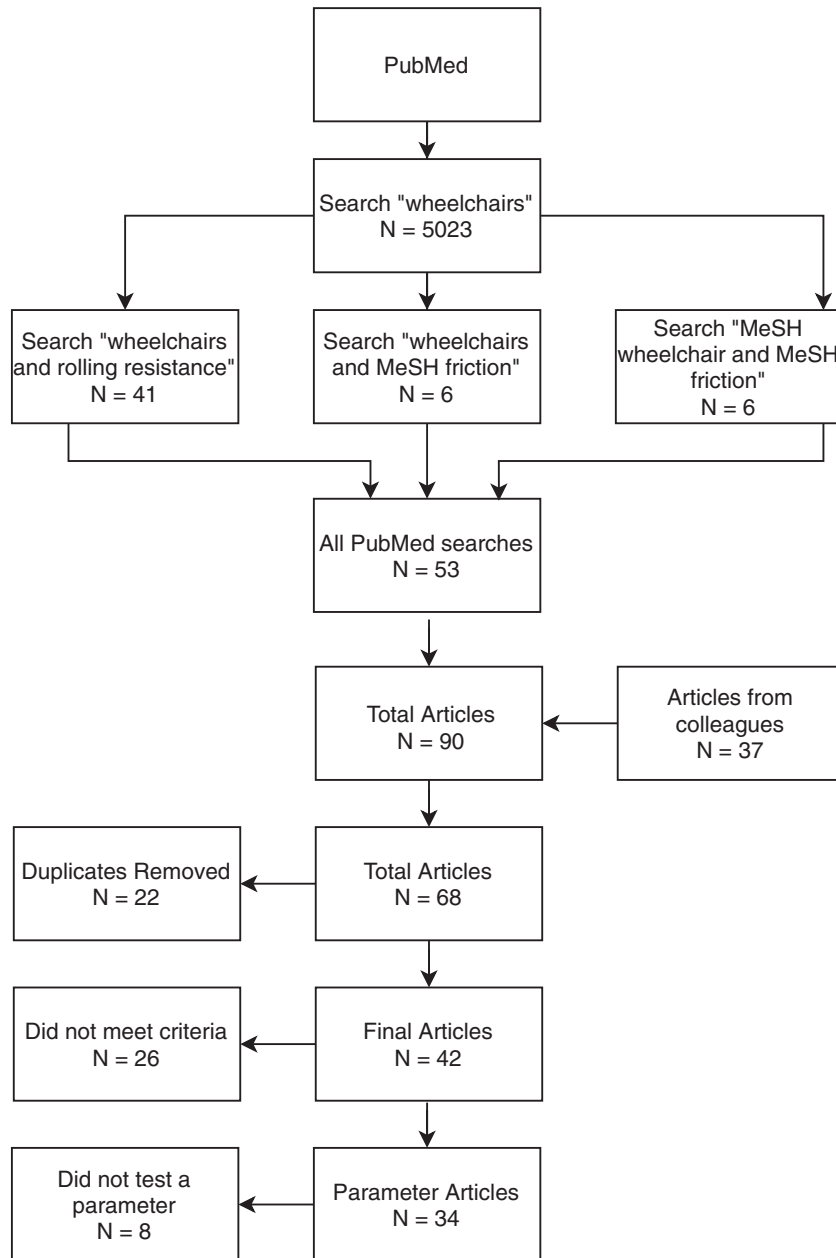 PubMed
Search "wheelchairs"
N = 5023
Search "wheelchairs
and rolling resistance"
N = 41
Search "wheelchairs
and MeSH friction"
N = 6
Search "MeSH
wheelchair and MeSH
friction"
N = 6
All PubMed searches
N = 53
Total Articles
N = 90
Articles from
colleagues
N = 37
Duplicates Removed
N = 22
Total Articles
N = 68
Did not meet criteria
N = 26
Final Articles
N = 42
Did not test a
parameter
N = 8
Parameter Articles
N = 34